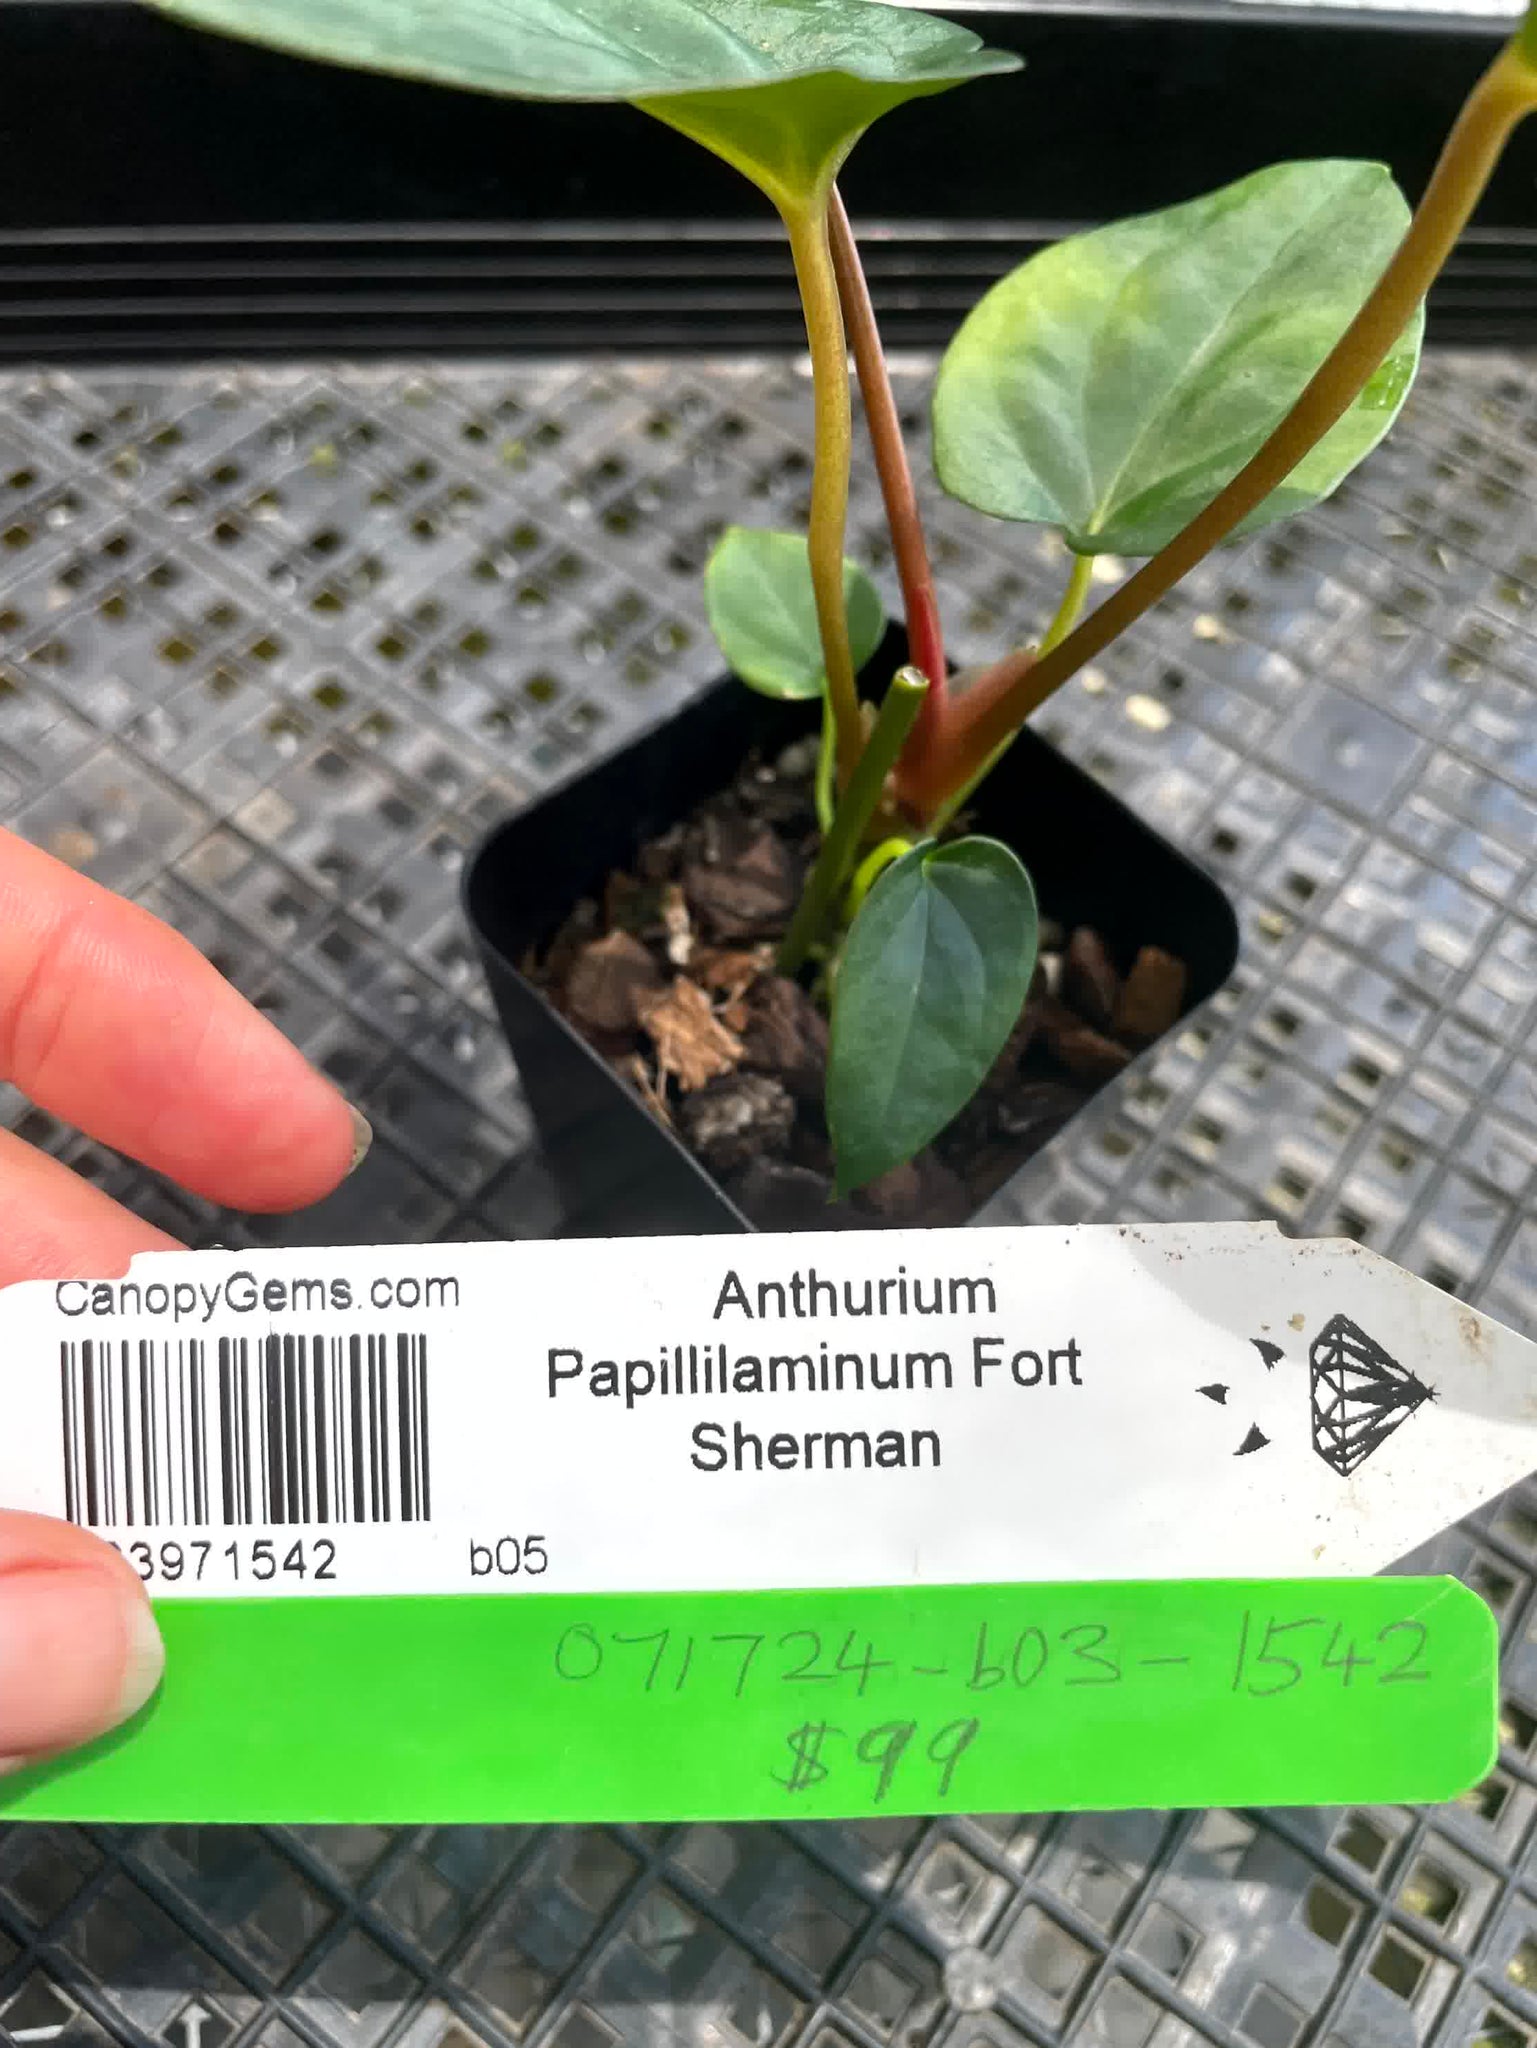 CanopyGems.com
Anthurium
Papillilaminum Fort
Sherman
3971542
b05
071724-b03-1542
$99